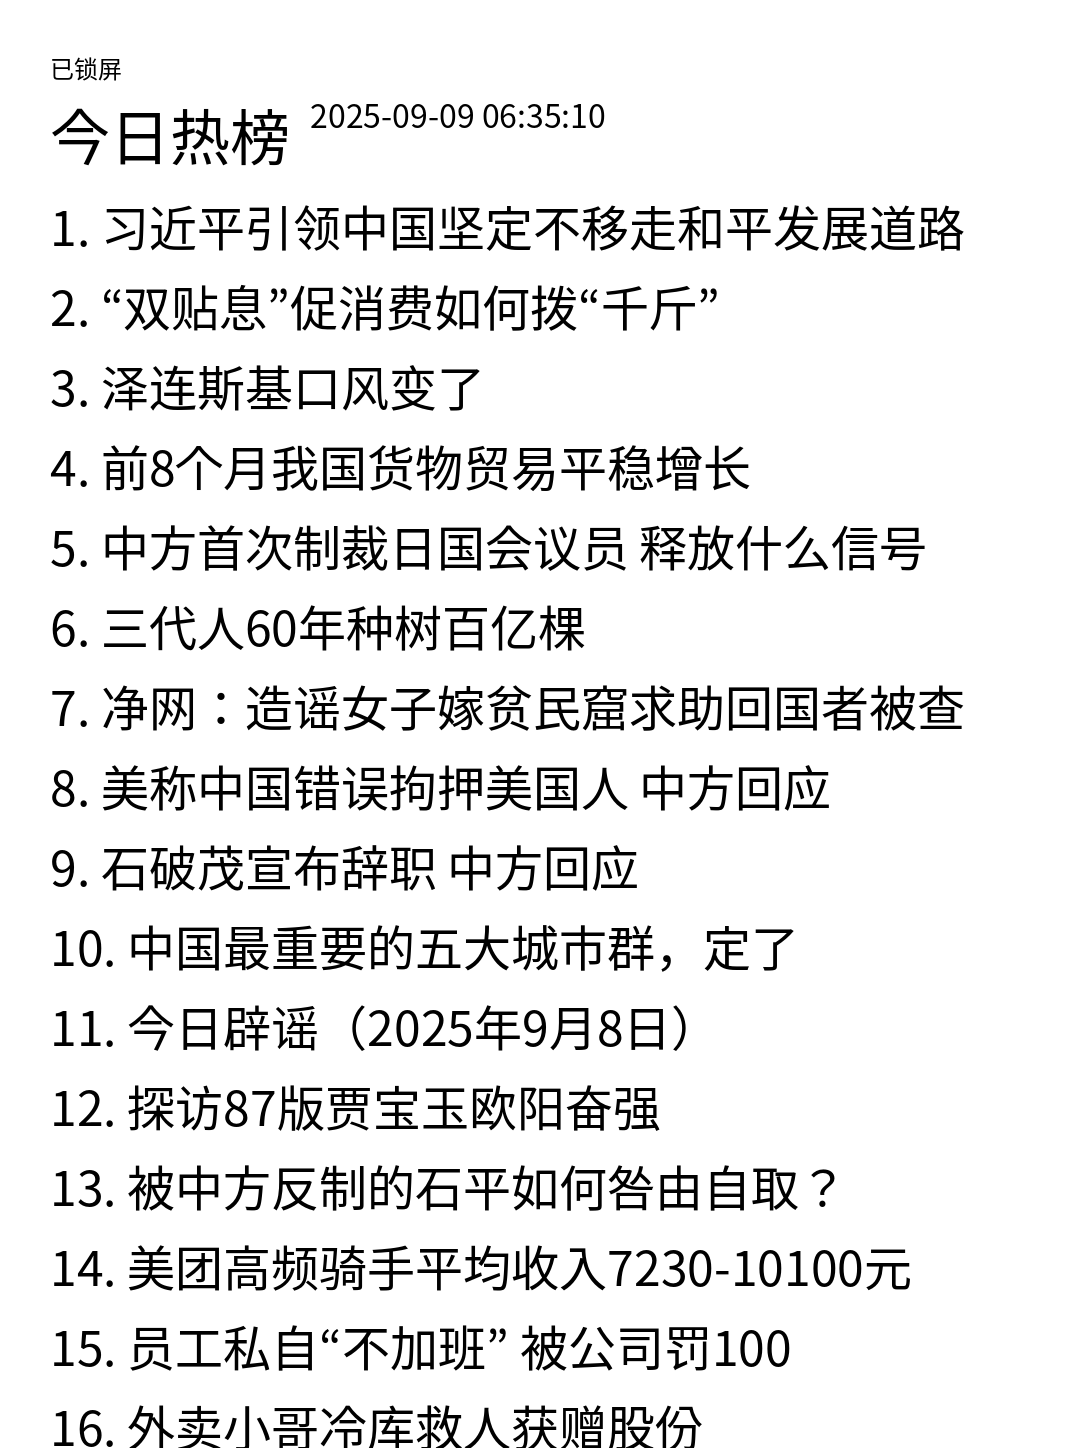 已锁屏
今日热榜 2025-09-09 06:35:10
1. 习近平引领中国坚定不移走和平发展道路
2. “双贴息”促消费如何拨“千斤”
3. 泽连斯基口风变了
4. 前8个月我国货物贸易平稳增长
5. 中方首次制裁日国会议员 释放什么信号
6. 三代人60年种树百亿棵
7. 净网：造谣女子嫁贫民窟求助回国者被查
8. 美称中国错误拘押美国人 中方回应
9. 石破茂宣布辞职 中方回应
10. 中国最重要的五大城市群，定了
11. 今日辟谣（2025年9月8日）
12. 探访87版贾宝玉欧阳奋强
13. 被中方反制的石平如何咎由自取？
14. 美团高频骑手平均收入7230-10100元
15. 员工私自“不加班” 被公司罚100
16. 外卖小哥冷库救人获赠股份